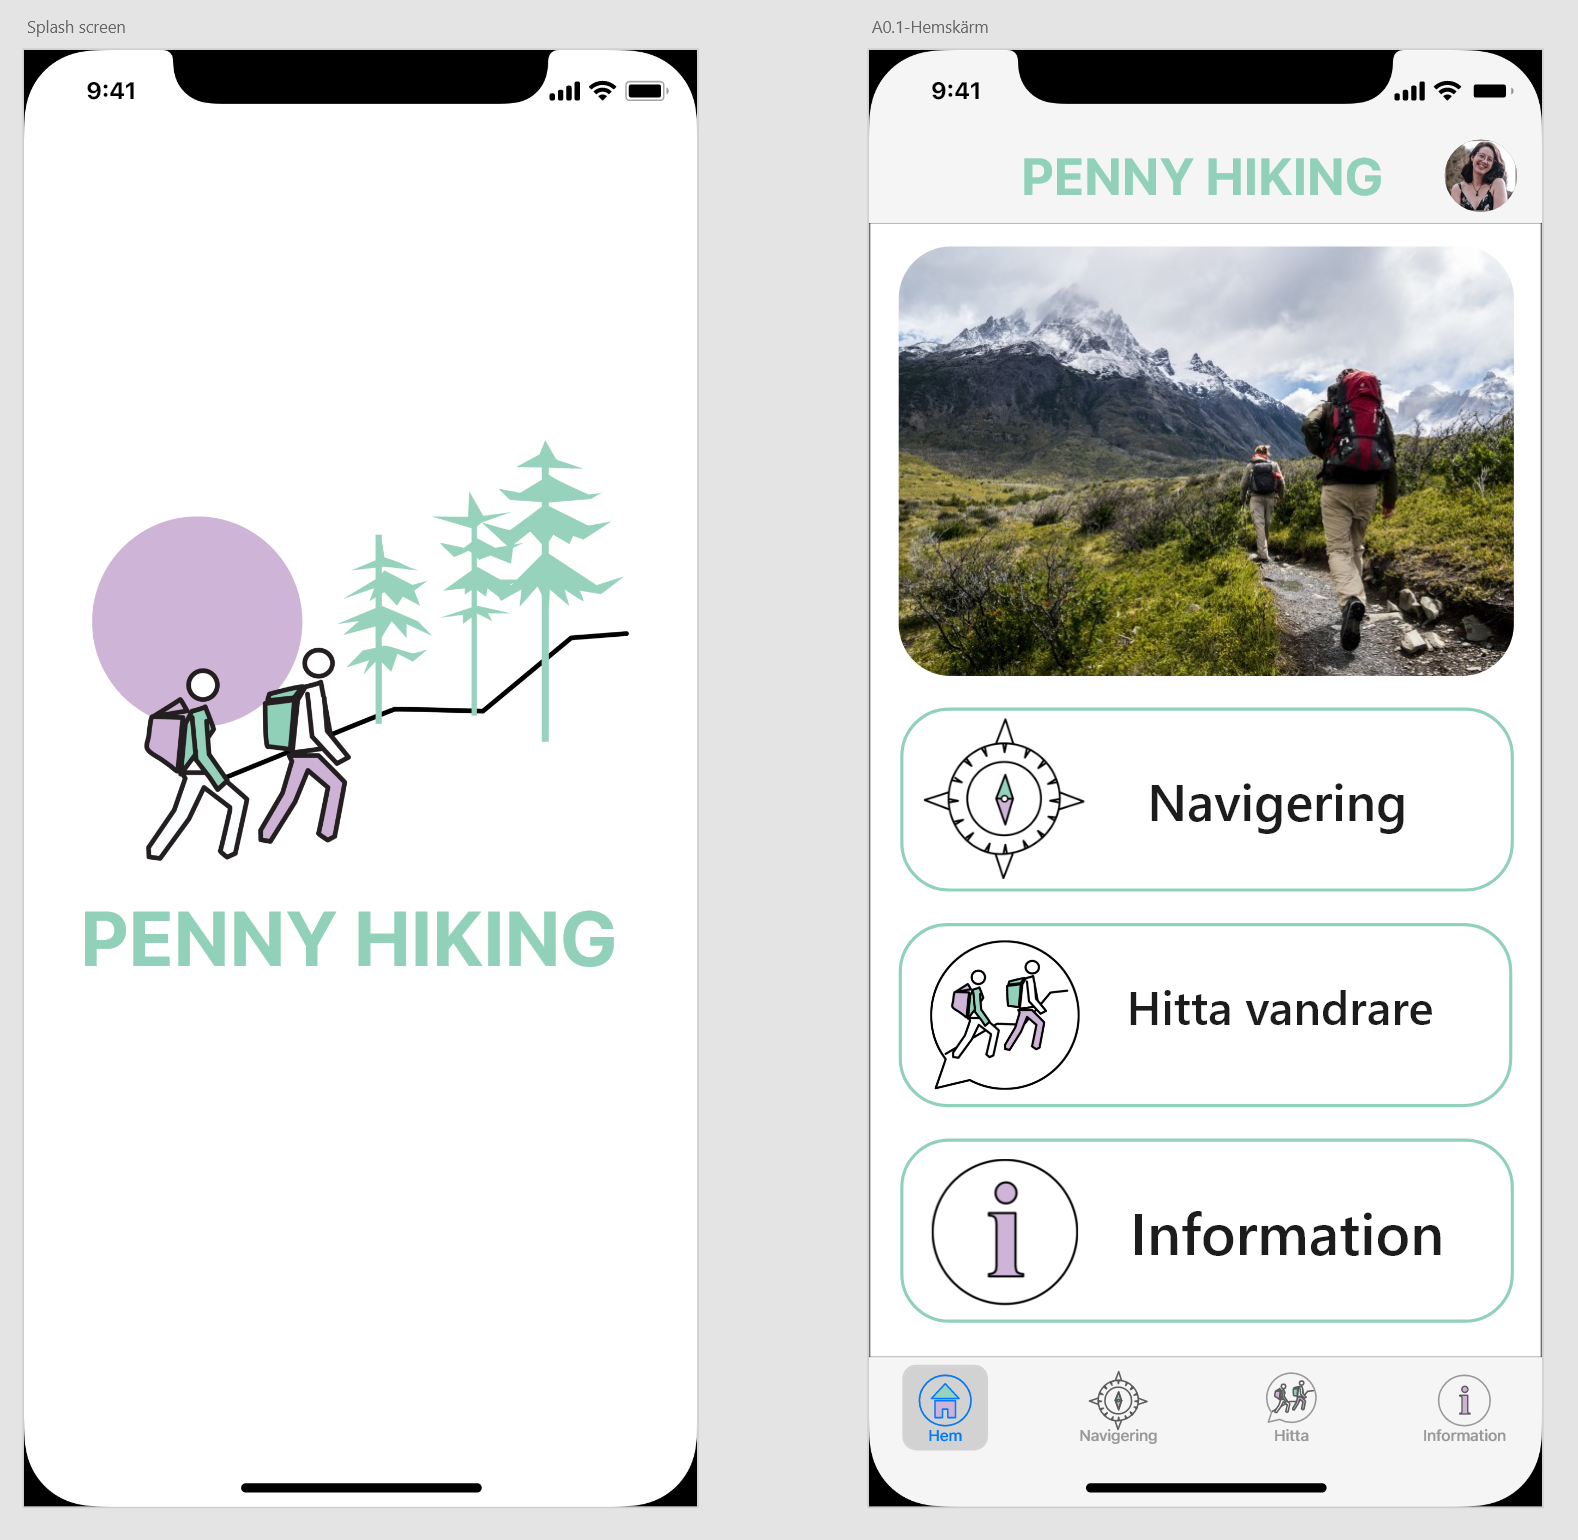 Splash screen
9:41
PENNY HIKING
A0.1-Hemskärm
9:41
PENNY HIKING
Navigering
Hitta vandrare
Information
Hem
Navigering
Hitta
Information